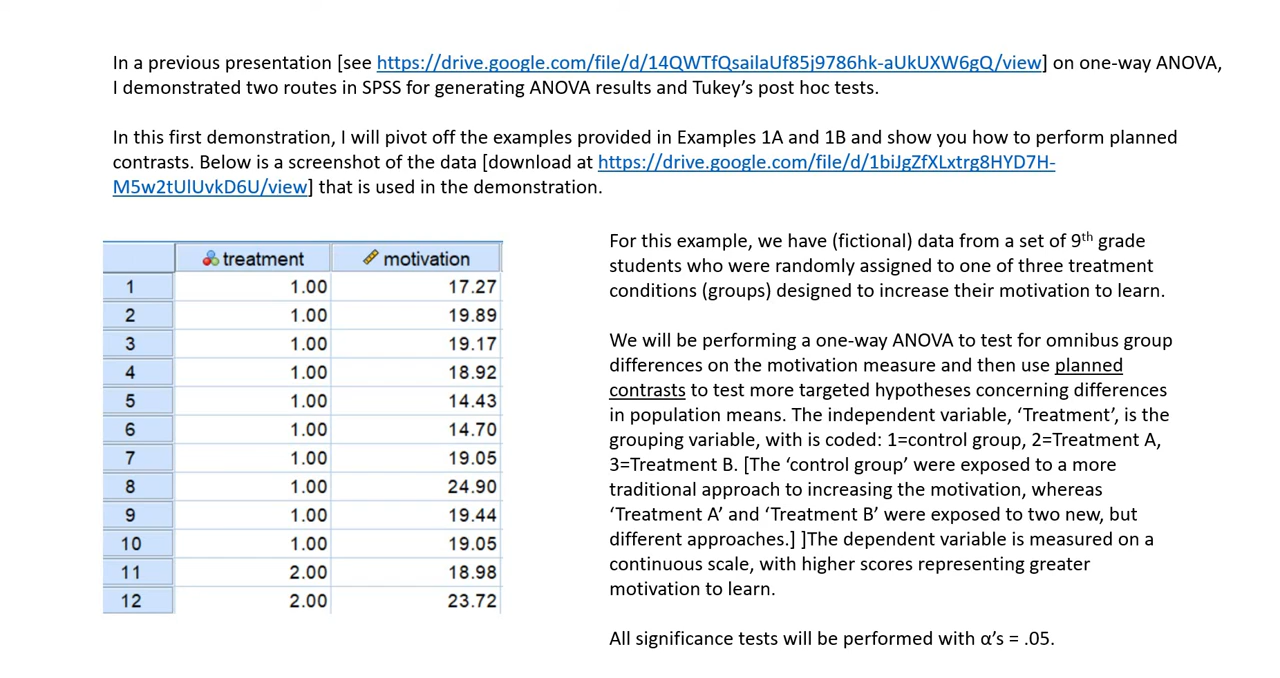 In a previous presentation [see https://drive.google.com/file/d/14QWTfQsailaUf85j9786hk-aUkUXW6gQ/view] on one-way ANOVA,
I demonstrated two routes in SPSS for generating ANOVA results and Tukey’s post hoc tests.
In this first demonstration, I will pivot off the examples provided in Examples 1A and 1B and show you how to perform planned
contrasts. Below is a screenshot of the data [download at https://drive.google.com/file/d/1biJgZfXLxtrg8HYD7H-
M5w2tUlUvkD6U/view] that is used in the demonstration.
treatment motivation
1 1.00 17.27
2 1.00 19.89
3 1.00 19.17
4 1.00 18.92
5 1.00 14.43
6 1.00 14.70
7 1.00 19.05
8 1.00 24.90
9 1.00 19.44
10 1.00 19.05
11 2.00 18.98
12 2.00 23.72
For this example, we have (fictional) data from a set of 9th grade
students who were randomly assigned to one of three treatment
conditions (groups) designed to increase their motivation to learn.
We will be performing a one-way ANOVA to test for omnibus group
differences on the motivation measure and then use planned
contrasts to test more targeted hypotheses concerning differences
in population means. The independent variable, ‘Treatment’, is the
grouping variable, with is coded: 1=control group, 2=Treatment A,
3=Treatment B. [The ‘control group’ were exposed to a more
traditional approach to increasing the motivation, whereas
‘Treatment A’ and ‘Treatment B’ were exposed to two new, but
different approaches.] ]The dependent variable is measured on a
continuous scale, with higher scores representing greater
motivation to learn.
All significance tests will be performed with α’s = .05.